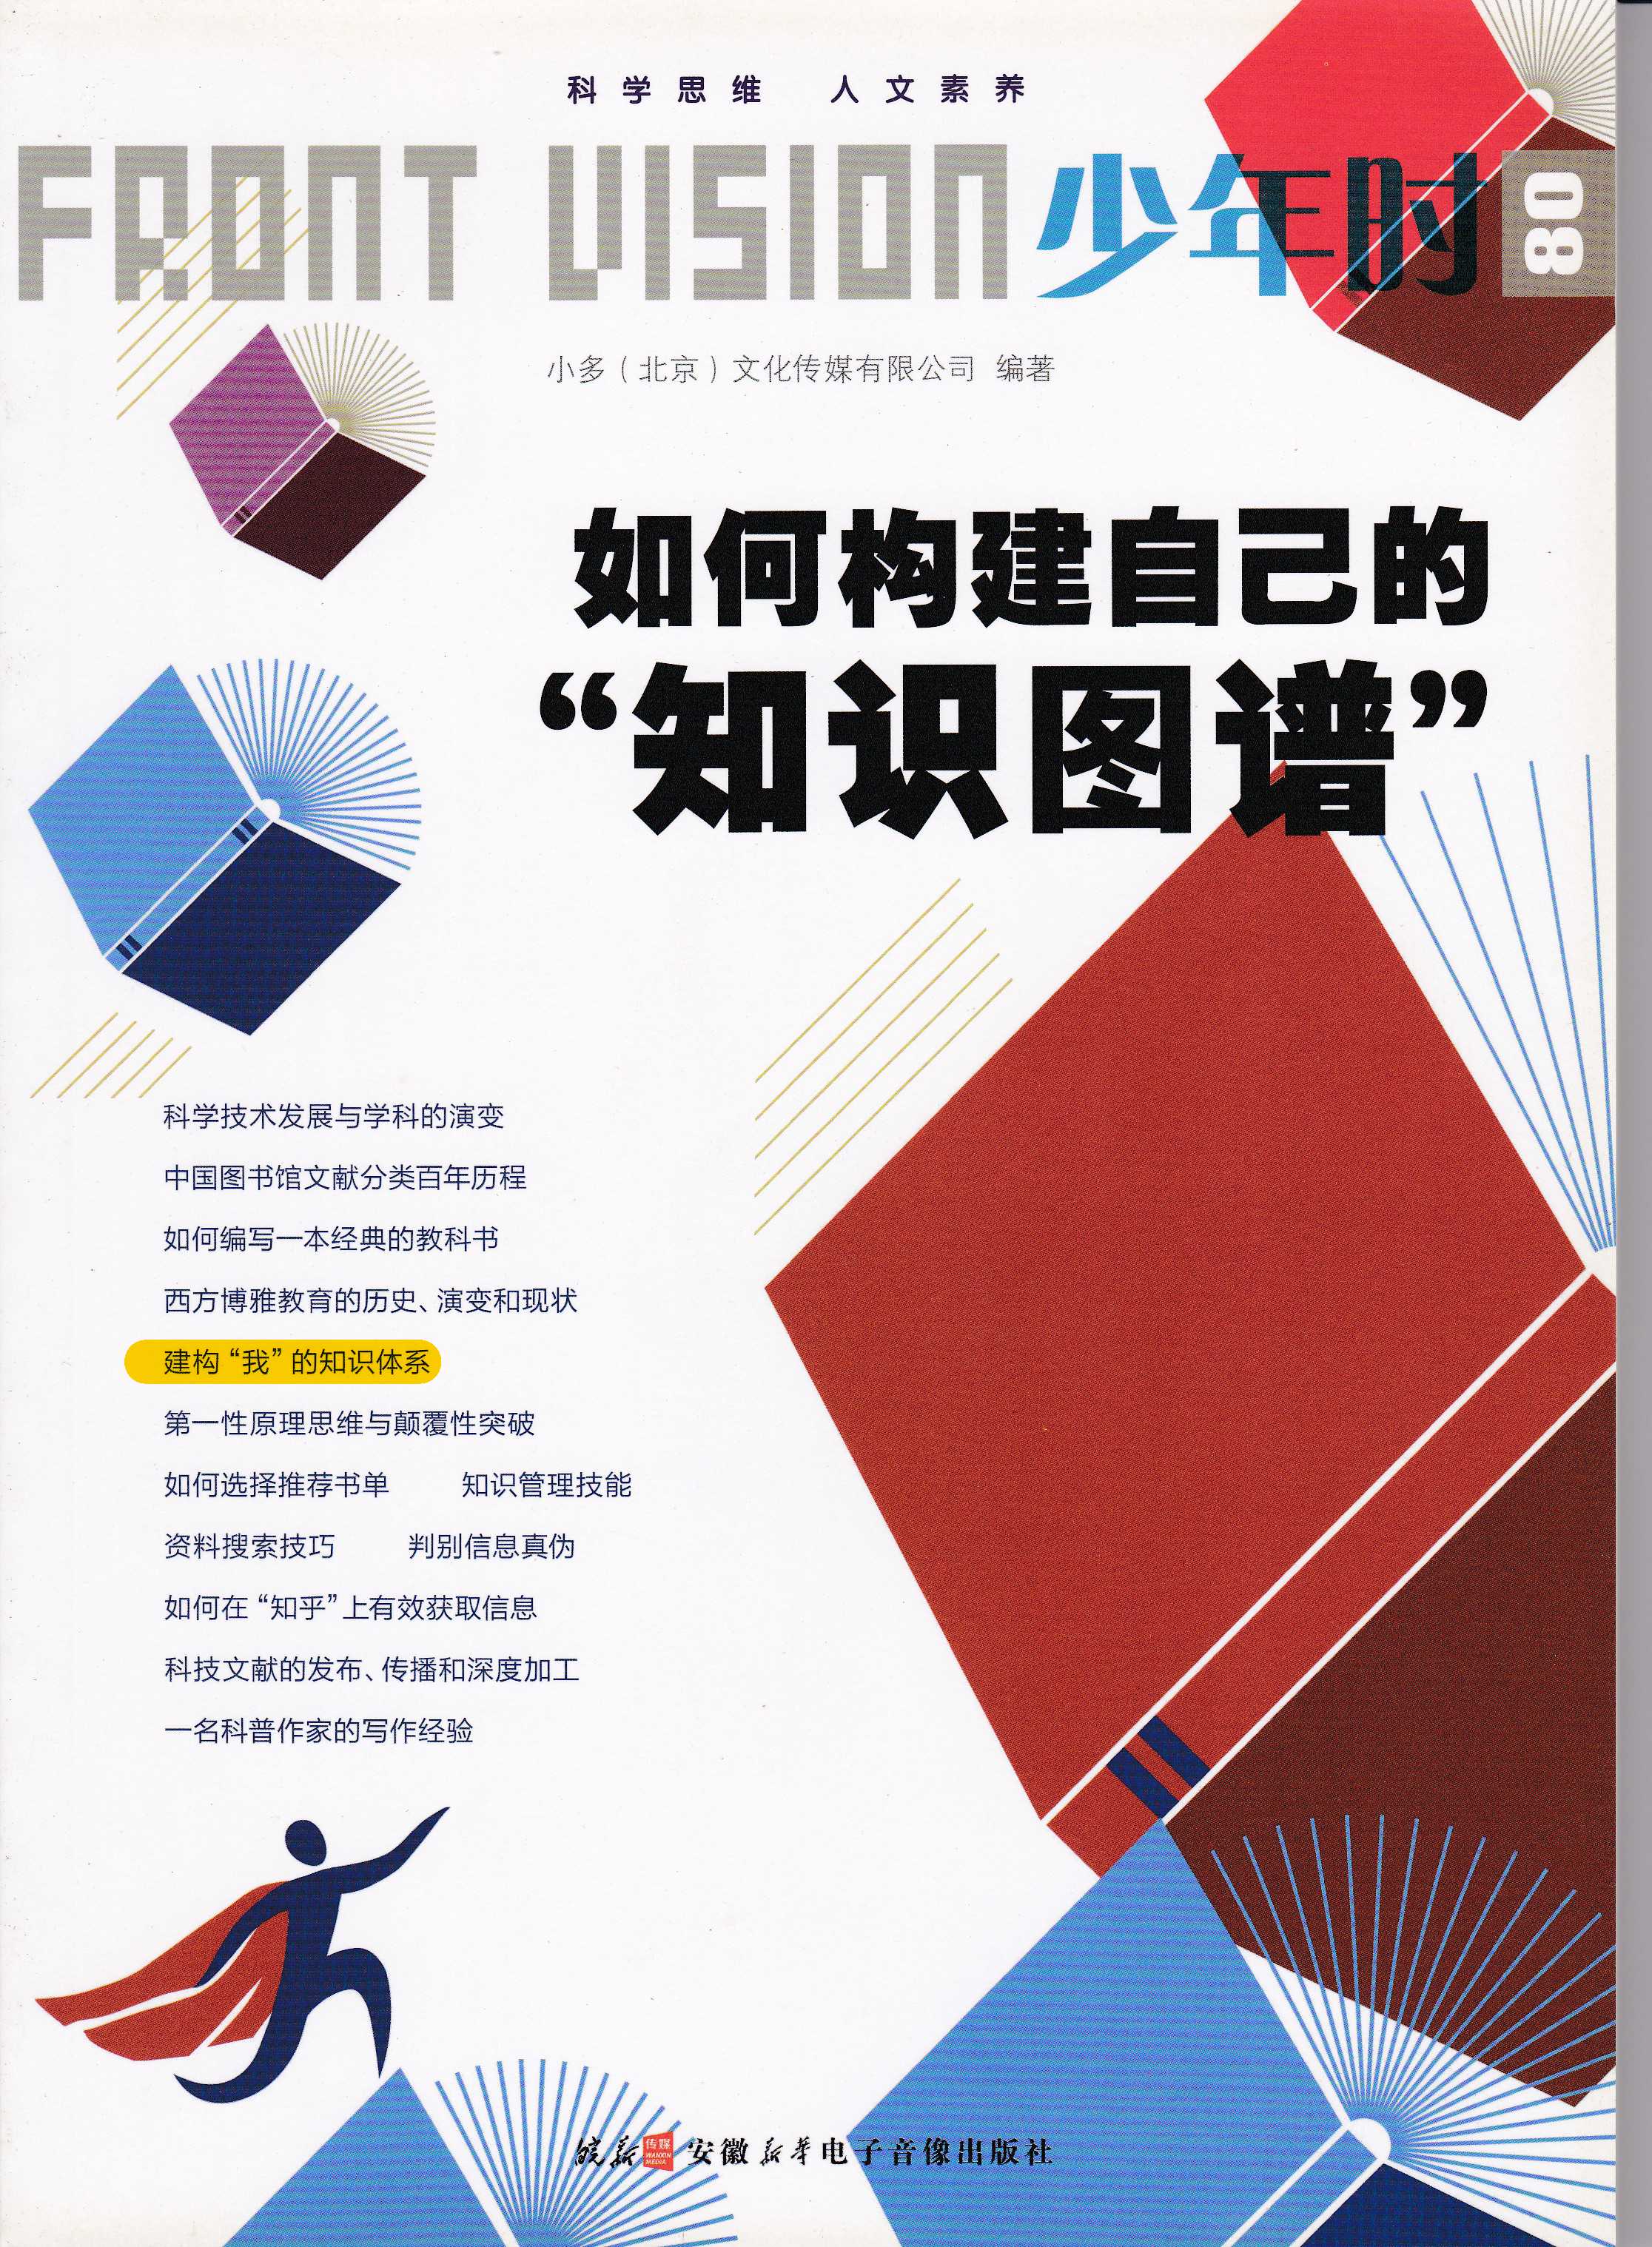 科学思维 人文素养
FRONT VISION 少年时 80
小多（北京）文化传媒有限公司 编著
如何构建自己的
“知识图谱”
科学技术发展与学科的演变
中国图书馆文献分类百年历程
如何编写一本经典的教科书
西方博雅教育的历史、演变和现状
建构“我”的知识体系
第一性原理思维与颠覆性突破
如何选择推荐书单 知识管理技能
资料搜索技巧 判别信息真伪
如何在“知乎”上有效获取信息
科技文献的发布、传播和深度加工
一名科普作家的写作经验
皖新 传媒 WANXIN MEDIA 安徽新华电子音像出版社